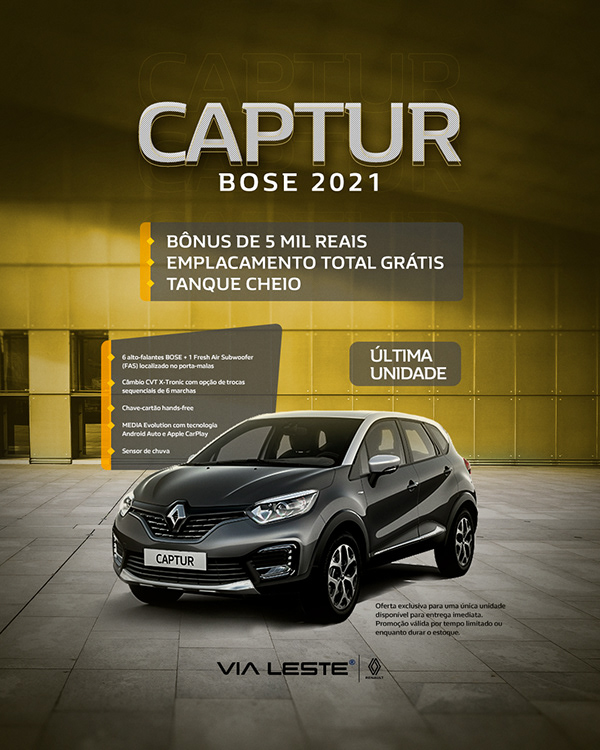 CAPTUR
CAPTUR
BOSE 2021
BÔNUS DE 5 MIL REAIS
EMPLACAMENTO TOTAL GRÁTIS
TANQUE CHEIO
6 alto-falantes BOSE + 1 Fresh Air Subwoofer
(FAS) localizado no porta-malas
Câmbio CVT X-Tronic com opção de trocas
sequenciais de 6 marchas
Chave-cartão hands-free
MEDIA Evolution com tecnologia
Android Auto e Apple CarPlay
Sensor de chuva
ÚLTIMA
UNIDADE
CAPTUR
Oferta exclusiva para uma única unidade
disponível para entrega imediata.
Promoção válida por tempo limitado ou
enquanto durar o estoque.
VIA LESTE® RENAULT